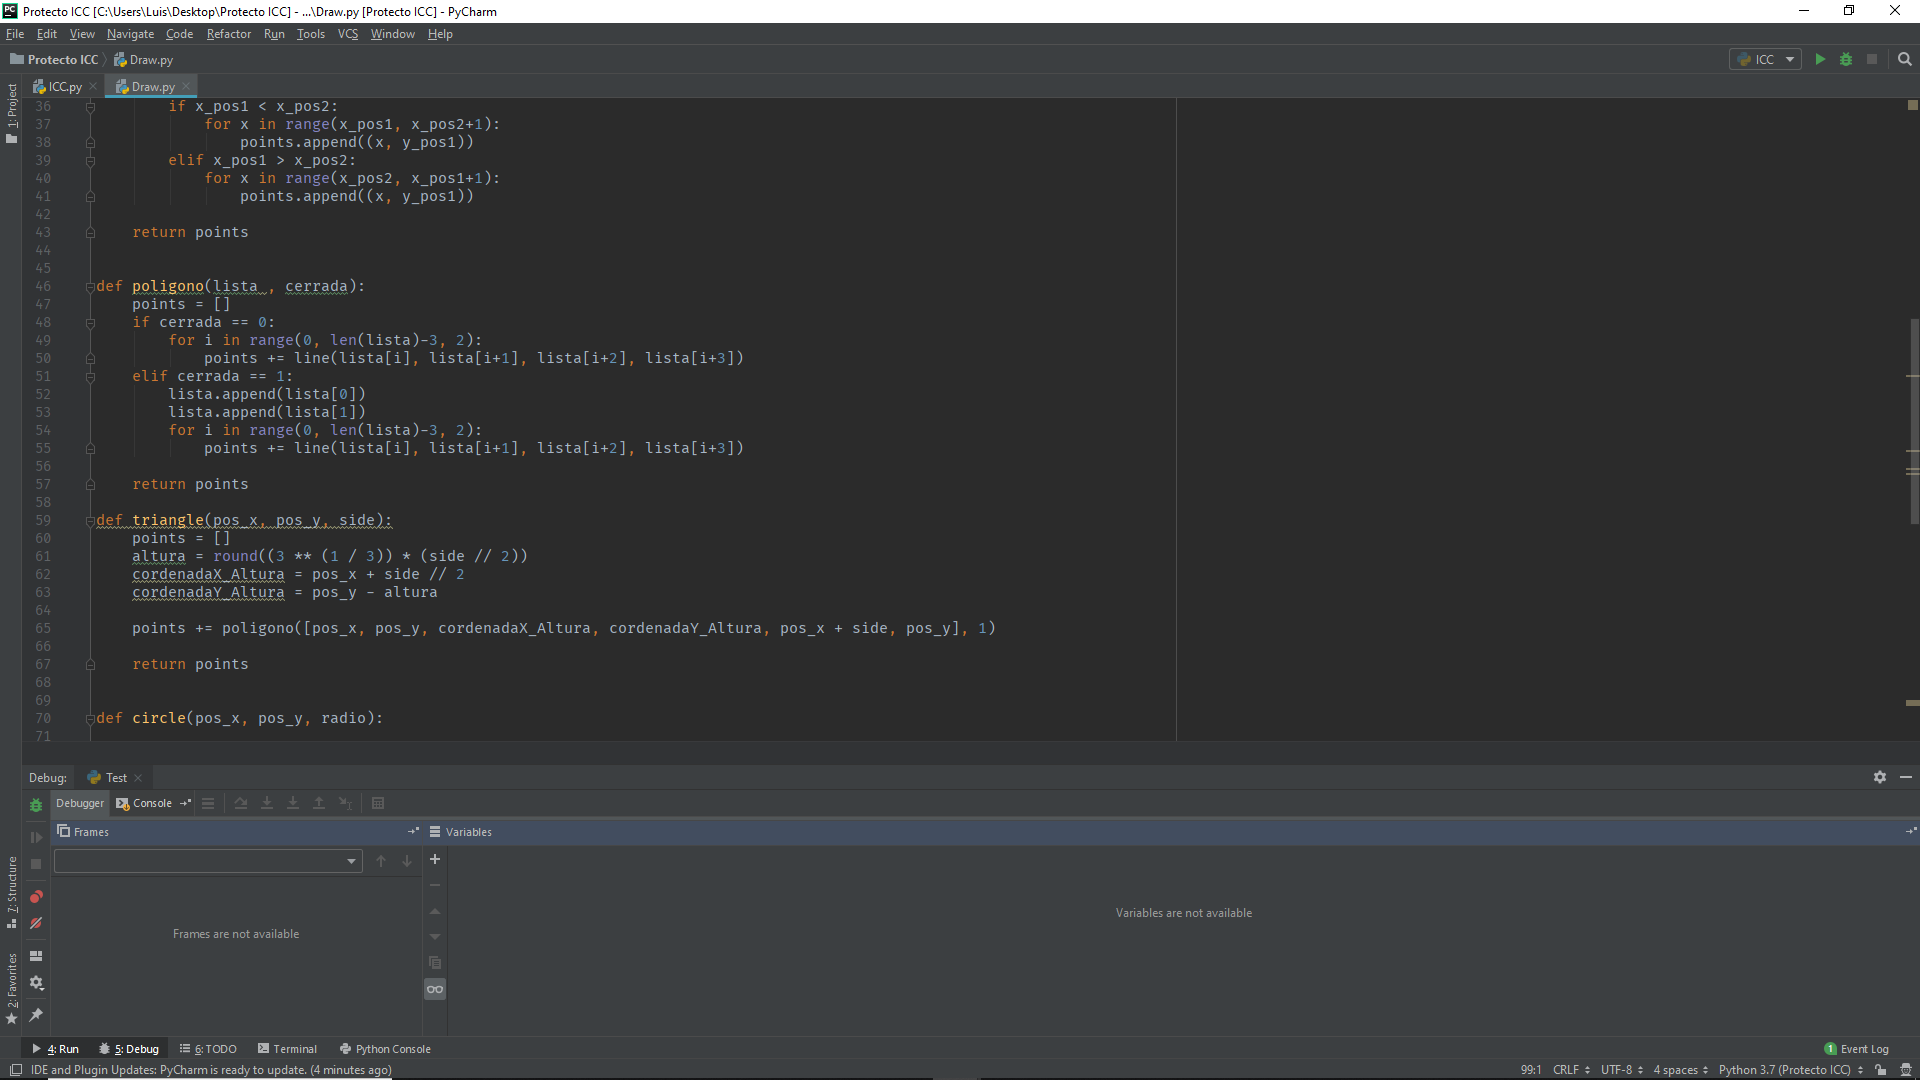 Protecto ICC [C:\Users\Luis\Desktop\Protecto ICC] - ...\Draw.py [Protecto ICC] - PyCharm
File Edit View Navigate Code Refactor Run Tools VCS Window Help
Protecto ICC Draw.py ICC
ICC.py Draw.py
1: Project
36 if x_pos1 < x_pos2:
37 for x in range(x_pos1, x_pos2+1):
38 points.append((x, y_pos1))
39 elif x_pos1 > x_pos2:
40 for x in range(x_pos2, x_pos1+1):
41 points.append((x, y_pos1))
42
43 return points
44
45
46 def poligono(lista , cerrada):
47 points = []
48 if cerrada == 0:
49 for i in range(0, len(lista)-3, 2):
50 points += line(lista[i], lista[i+1], lista[i+2], lista[i+3])
51 elif cerrada == 1:
52 lista.append(lista[0])
53 lista.append(lista[1])
54 for i in range(0, len(lista)-3, 2):
55 points += line(lista[i], lista[i+1], lista[i+2], lista[i+3])
56
57 return points
58
59 def triangle(pos_x, pos_y, side):
60 points = []
61 altura = round((3 ** (1 / 3)) * (side // 2))
62 cordenadaX_Altura = pos_x + side // 2
63 cordenadaY_Altura = pos_y - altura
64
65 points += poligono([pos_x, pos_y, cordenadaX_Altura, cordenadaY_Altura, pos_x + side, pos_y], 1)
66
67 return points
68
69
70 def circle(pos_x, pos_y, radio):
71
Debug: Test
Debugger Console
Frames Variables
Variables are not available
Frames are not available
7: Structure
2: Favorites
4: Run 5: Debug 6: TODO Terminal Python Console 1 Event Log
IDE and Plugin Updates: PyCharm is ready to update. (4 minutes ago) 99:1 CRLF UTF-8 4 spaces Python 3.7 (Protecto ICC)